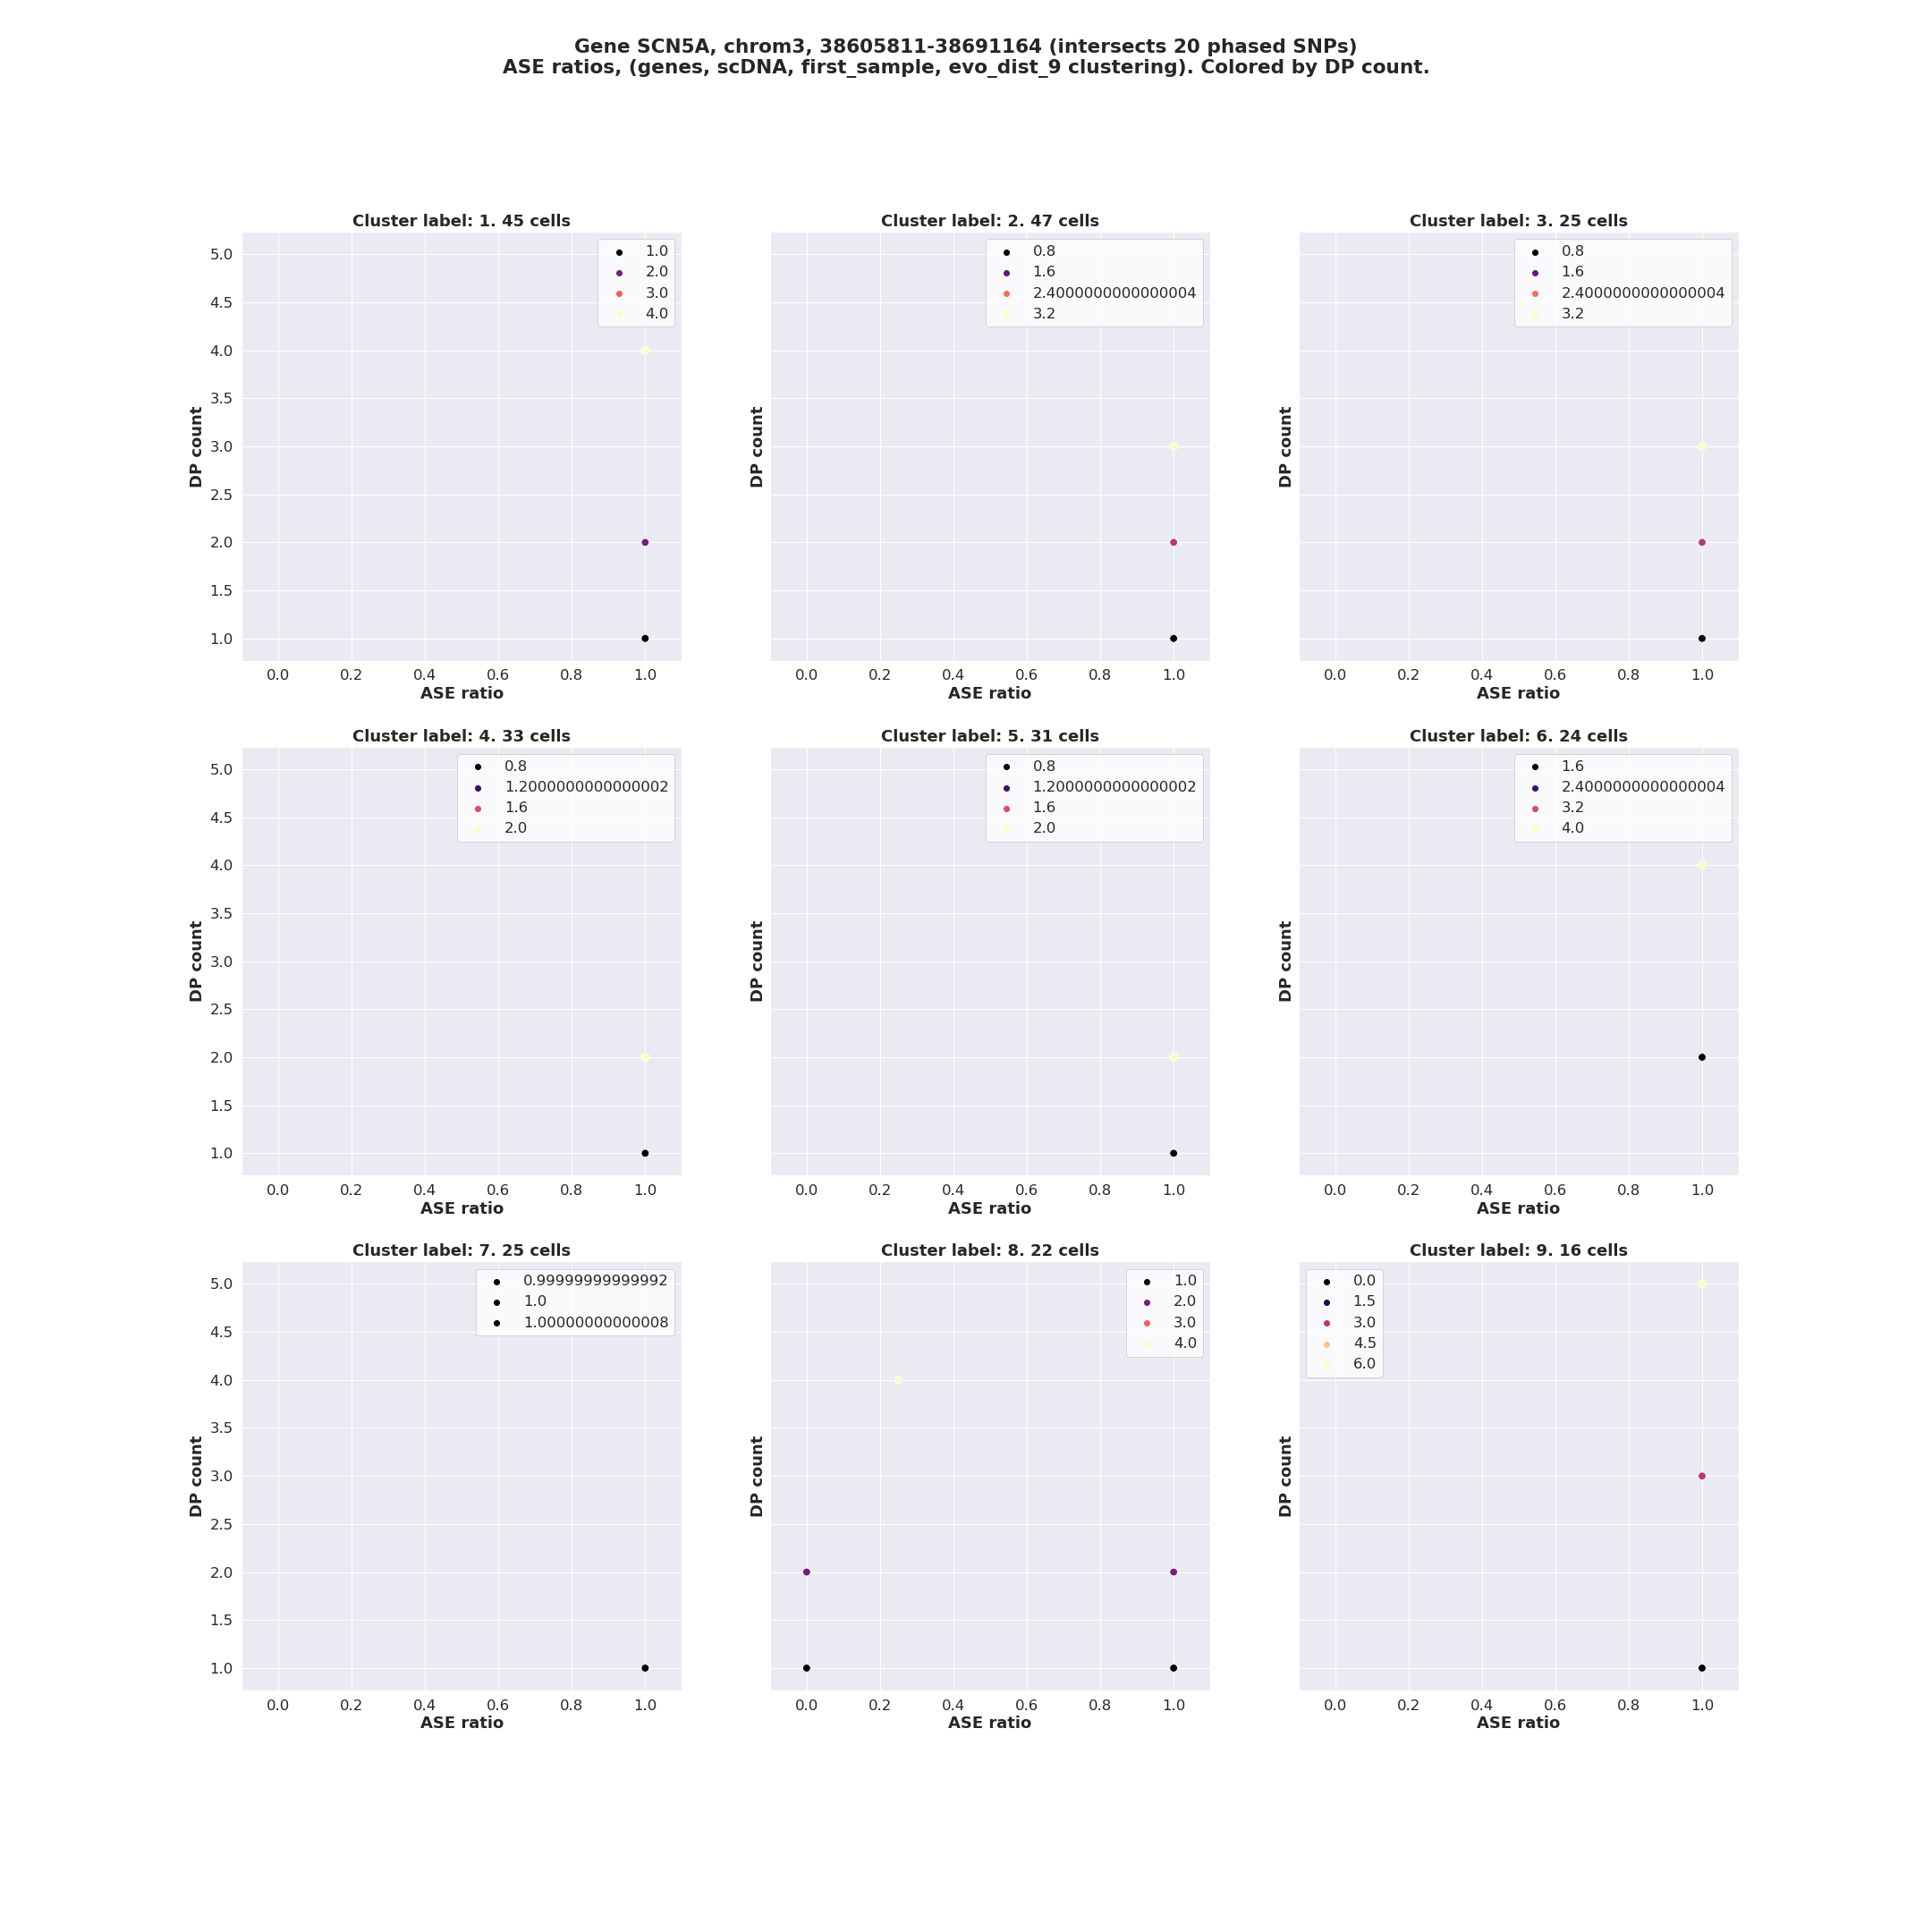 Gene SCN5A, chrom3, 38605811-38691164 (intersects 20 phased SNPs)
ASE ratios, (genes, scDNA, first_sample, evo_dist_9 clustering). Colored by DP count.
Cluster label: 1. 45 cells
1.0
2.0
3.0
4.0
5.0
4.5
4.0
3.5
3.0
2.5
2.0
1.5
1.0
DP count
0.0 0.2 0.4 0.6 0.8 1.0
ASE ratio
Cluster label: 2. 47 cells
0.8
1.6
2.4000000000000004
3.2
DP count
0.0 0.2 0.4 0.6 0.8 1.0
ASE ratio
Cluster label: 3. 25 cells
0.8
1.6
2.4000000000000004
3.2
DP count
0.0 0.2 0.4 0.6 0.8 1.0
ASE ratio
Cluster label: 4. 33 cells
0.8
1.2000000000000002
1.6
2.0
5.0
4.5
4.0
3.5
3.0
2.5
2.0
1.5
1.0
DP count
0.0 0.2 0.4 0.6 0.8 1.0
ASE ratio
Cluster label: 5. 31 cells
0.8
1.2000000000000002
1.6
2.0
DP count
0.0 0.2 0.4 0.6 0.8 1.0
ASE ratio
Cluster label: 6. 24 cells
1.6
2.4000000000000004
3.2
4.0
DP count
0.0 0.2 0.4 0.6 0.8 1.0
ASE ratio
Cluster label: 7. 25 cells
0.99999999999992
1.0
1.00000000000008
5.0
4.5
4.0
3.5
3.0
2.5
2.0
1.5
1.0
DP count
0.0 0.2 0.4 0.6 0.8 1.0
ASE ratio
Cluster label: 8. 22 cells
1.0
2.0
3.0
4.0
DP count
0.0 0.2 0.4 0.6 0.8 1.0
ASE ratio
Cluster label: 9. 16 cells
0.0
1.5
3.0
4.5
6.0
DP count
0.0 0.2 0.4 0.6 0.8 1.0
ASE ratio